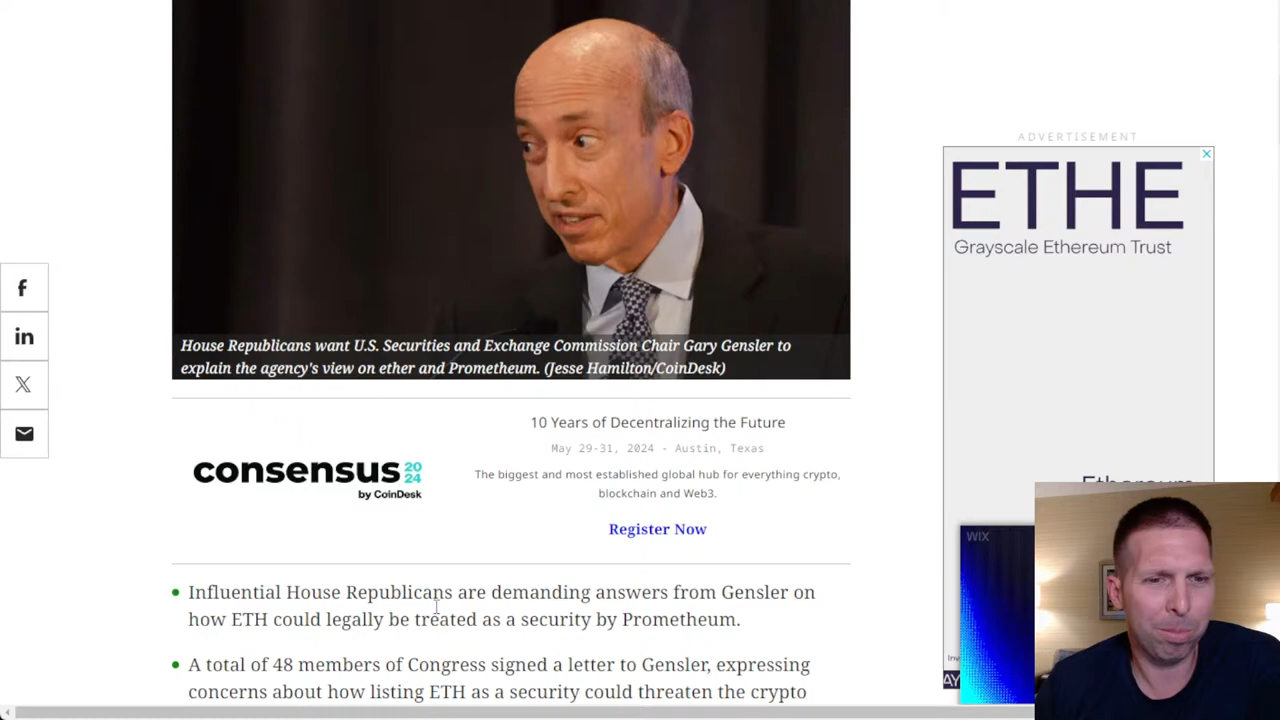 ADVERTISEMENT
ETHE
Grayscale Ethereum Trust
f
in
X
House Republicans want U.S. Securities and Exchange Commission Chair Gary Gensler to
explain the agency's view on ether and Prometheum. (Jesse Hamilton/CoinDesk)
10 Years of Decentralizing the Future
May 29-31, 2024 - Austin, Texas
consensus 20
24
by CoinDesk
The biggest and most established global hub for everything crypto,
blockchain and Web3.
Register Now
WIX
Influential House Republicans are demanding answers from Gensler on
how ETH could legally be treated as a security by Prometheum.
A total of 48 members of Congress signed a letter to Gensler, expressing
concerns about how listing ETH as a security could threaten the crypto